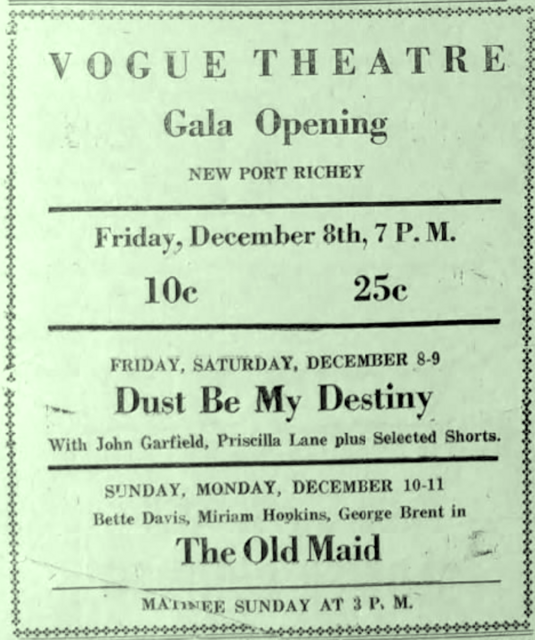 VOGUE THEATRE
Gala Opening
NEW PORT RICHEY
Friday, December 8th, 7 P. M.
10c 25c
FRIDAY, SATURDAY, DECEMBER 8-9
Dust Be My Destiny
With John Garfield, Priscilla Lane plus Selected Shorts.
SUNDAY, MONDAY, DECEMBER 10-11
Bette Davis, Miriam Hopkins, George Brent in
The Old Maid
MATINEE SUNDAY AT 3 P. M.